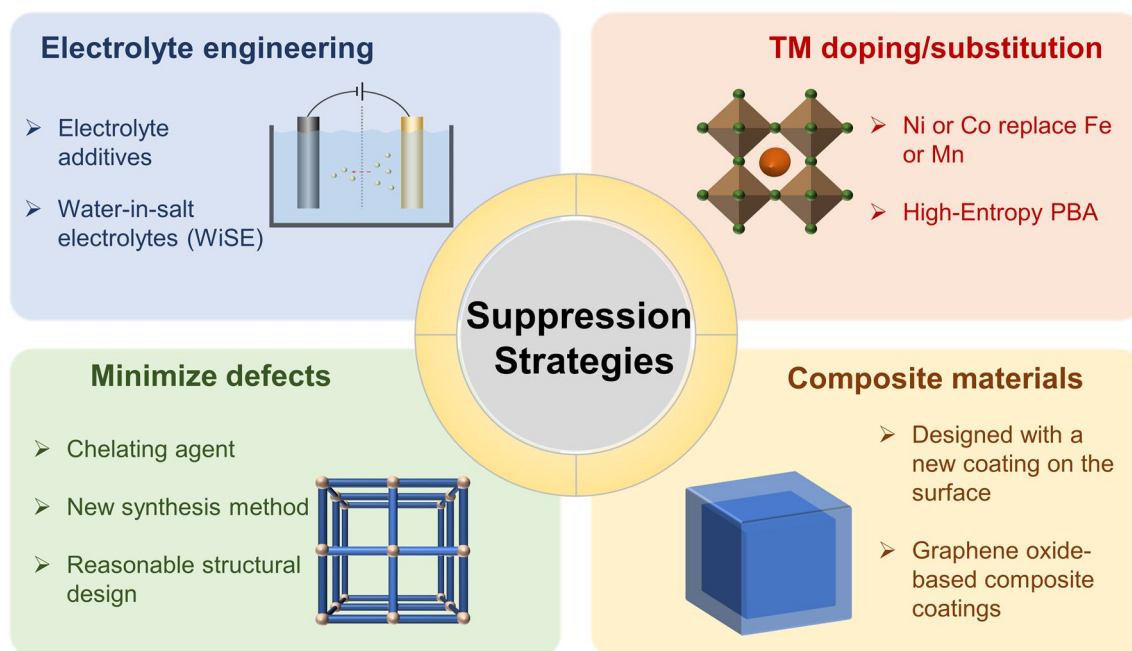 Electrolyte engineering
➢ Electrolyte
additives
➢ Water-in-salt
electrolytes (WiSE)
TM doping/substitution
➢ Ni or Co replace Fe
or Mn
➢ High-Entropy PBA
Suppression
Strategies
Minimize defects
➢ Chelating agent
➢ New synthesis method
➢ Reasonable structural
design
Composite materials
➢ Designed with a
new coating on the
surface
➢ Graphene oxide-
based composite
coatings